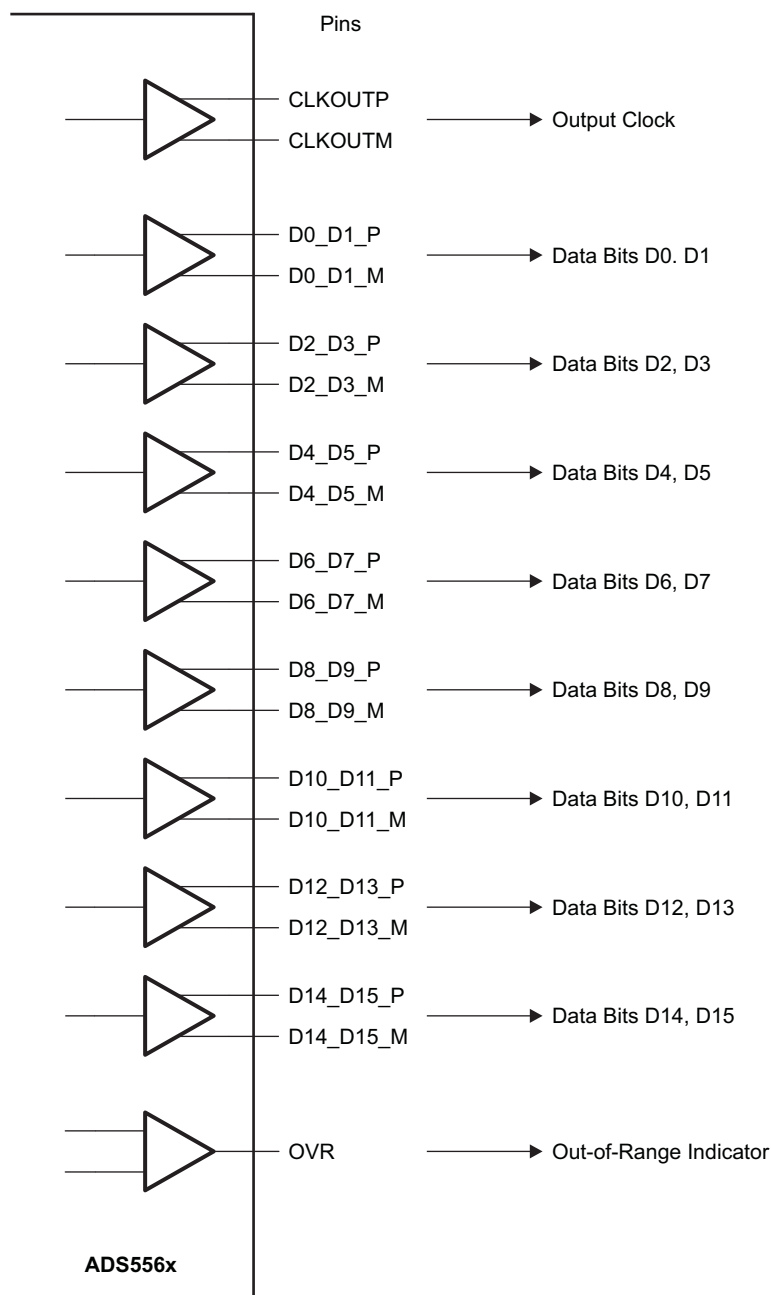 Pins
CLKOUTP
CLKOUTM
Output Clock
D0_D1_P
D0_D1_M
Data Bits D0. D1
D2_D3_P
D2_D3_M
Data Bits D2, D3
D4_D5_P
D4_D5_M
Data Bits D4, D5
D6_D7_P
D6_D7_M
Data Bits D6, D7
D8_D9_P
D8_D9_M
Data Bits D8, D9
D10_D11_P
D10_D11_M
Data Bits D10, D11
D12_D13_P
D12_D13_M
Data Bits D12, D13
D14_D15_P
D14_D15_M
Data Bits D14, D15
OVR
Out-of-Range Indicator
ADS556x